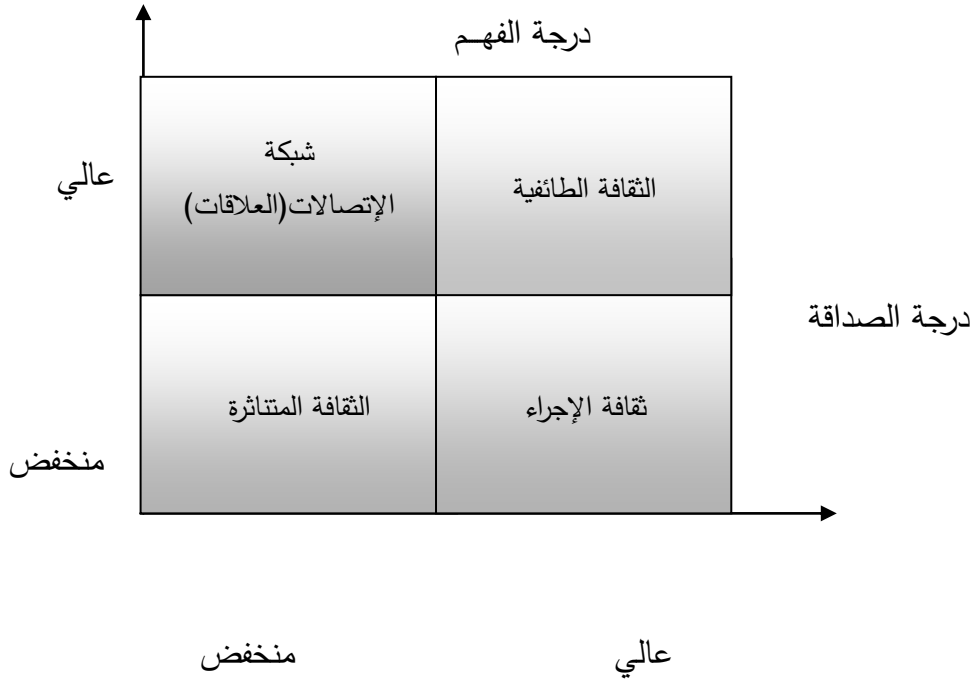 درجة الفهــم
شبكة
الإتصالات(العلاقات)
الثقافة الطائفية
عالي
درجة الصداقة
ثقافة الإجراء
الثقافة المتناثرة
منخفض
عالي
منخفض